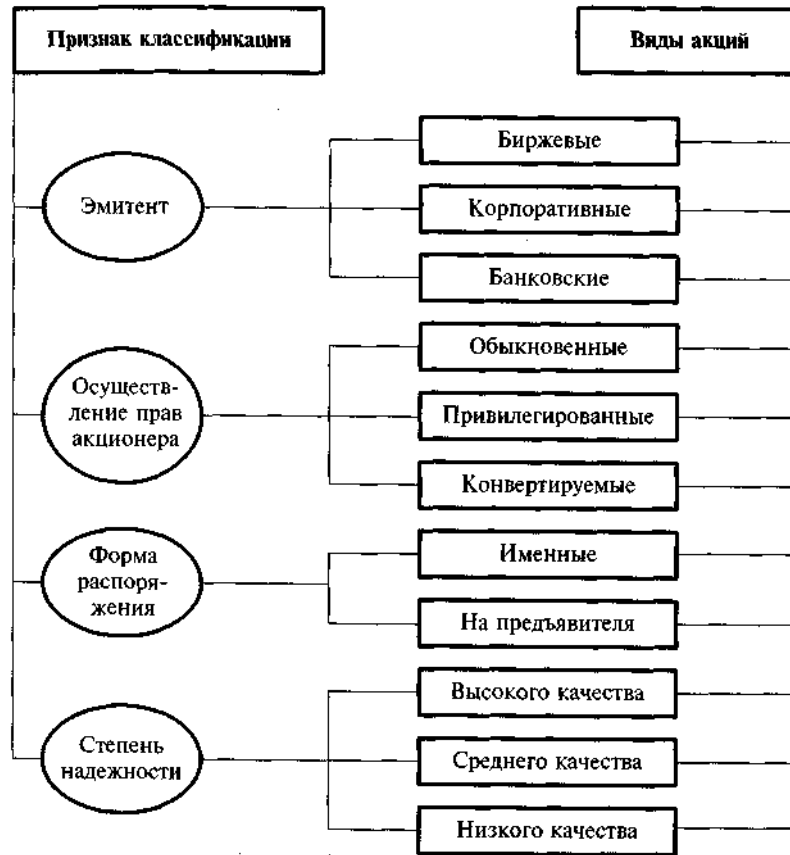 Признак классификации
Виды акций
Эмитент
Биржевые
Корпоративные
Банковские
Осуществ-
ление прав
акционера
Обыкновенные
Привилегированные
Конвертируемые
Форма
распоря-
жения
Именные
На предъявителя
Степень
надежности
Высокого качества
Среднего качества
Низкого качества